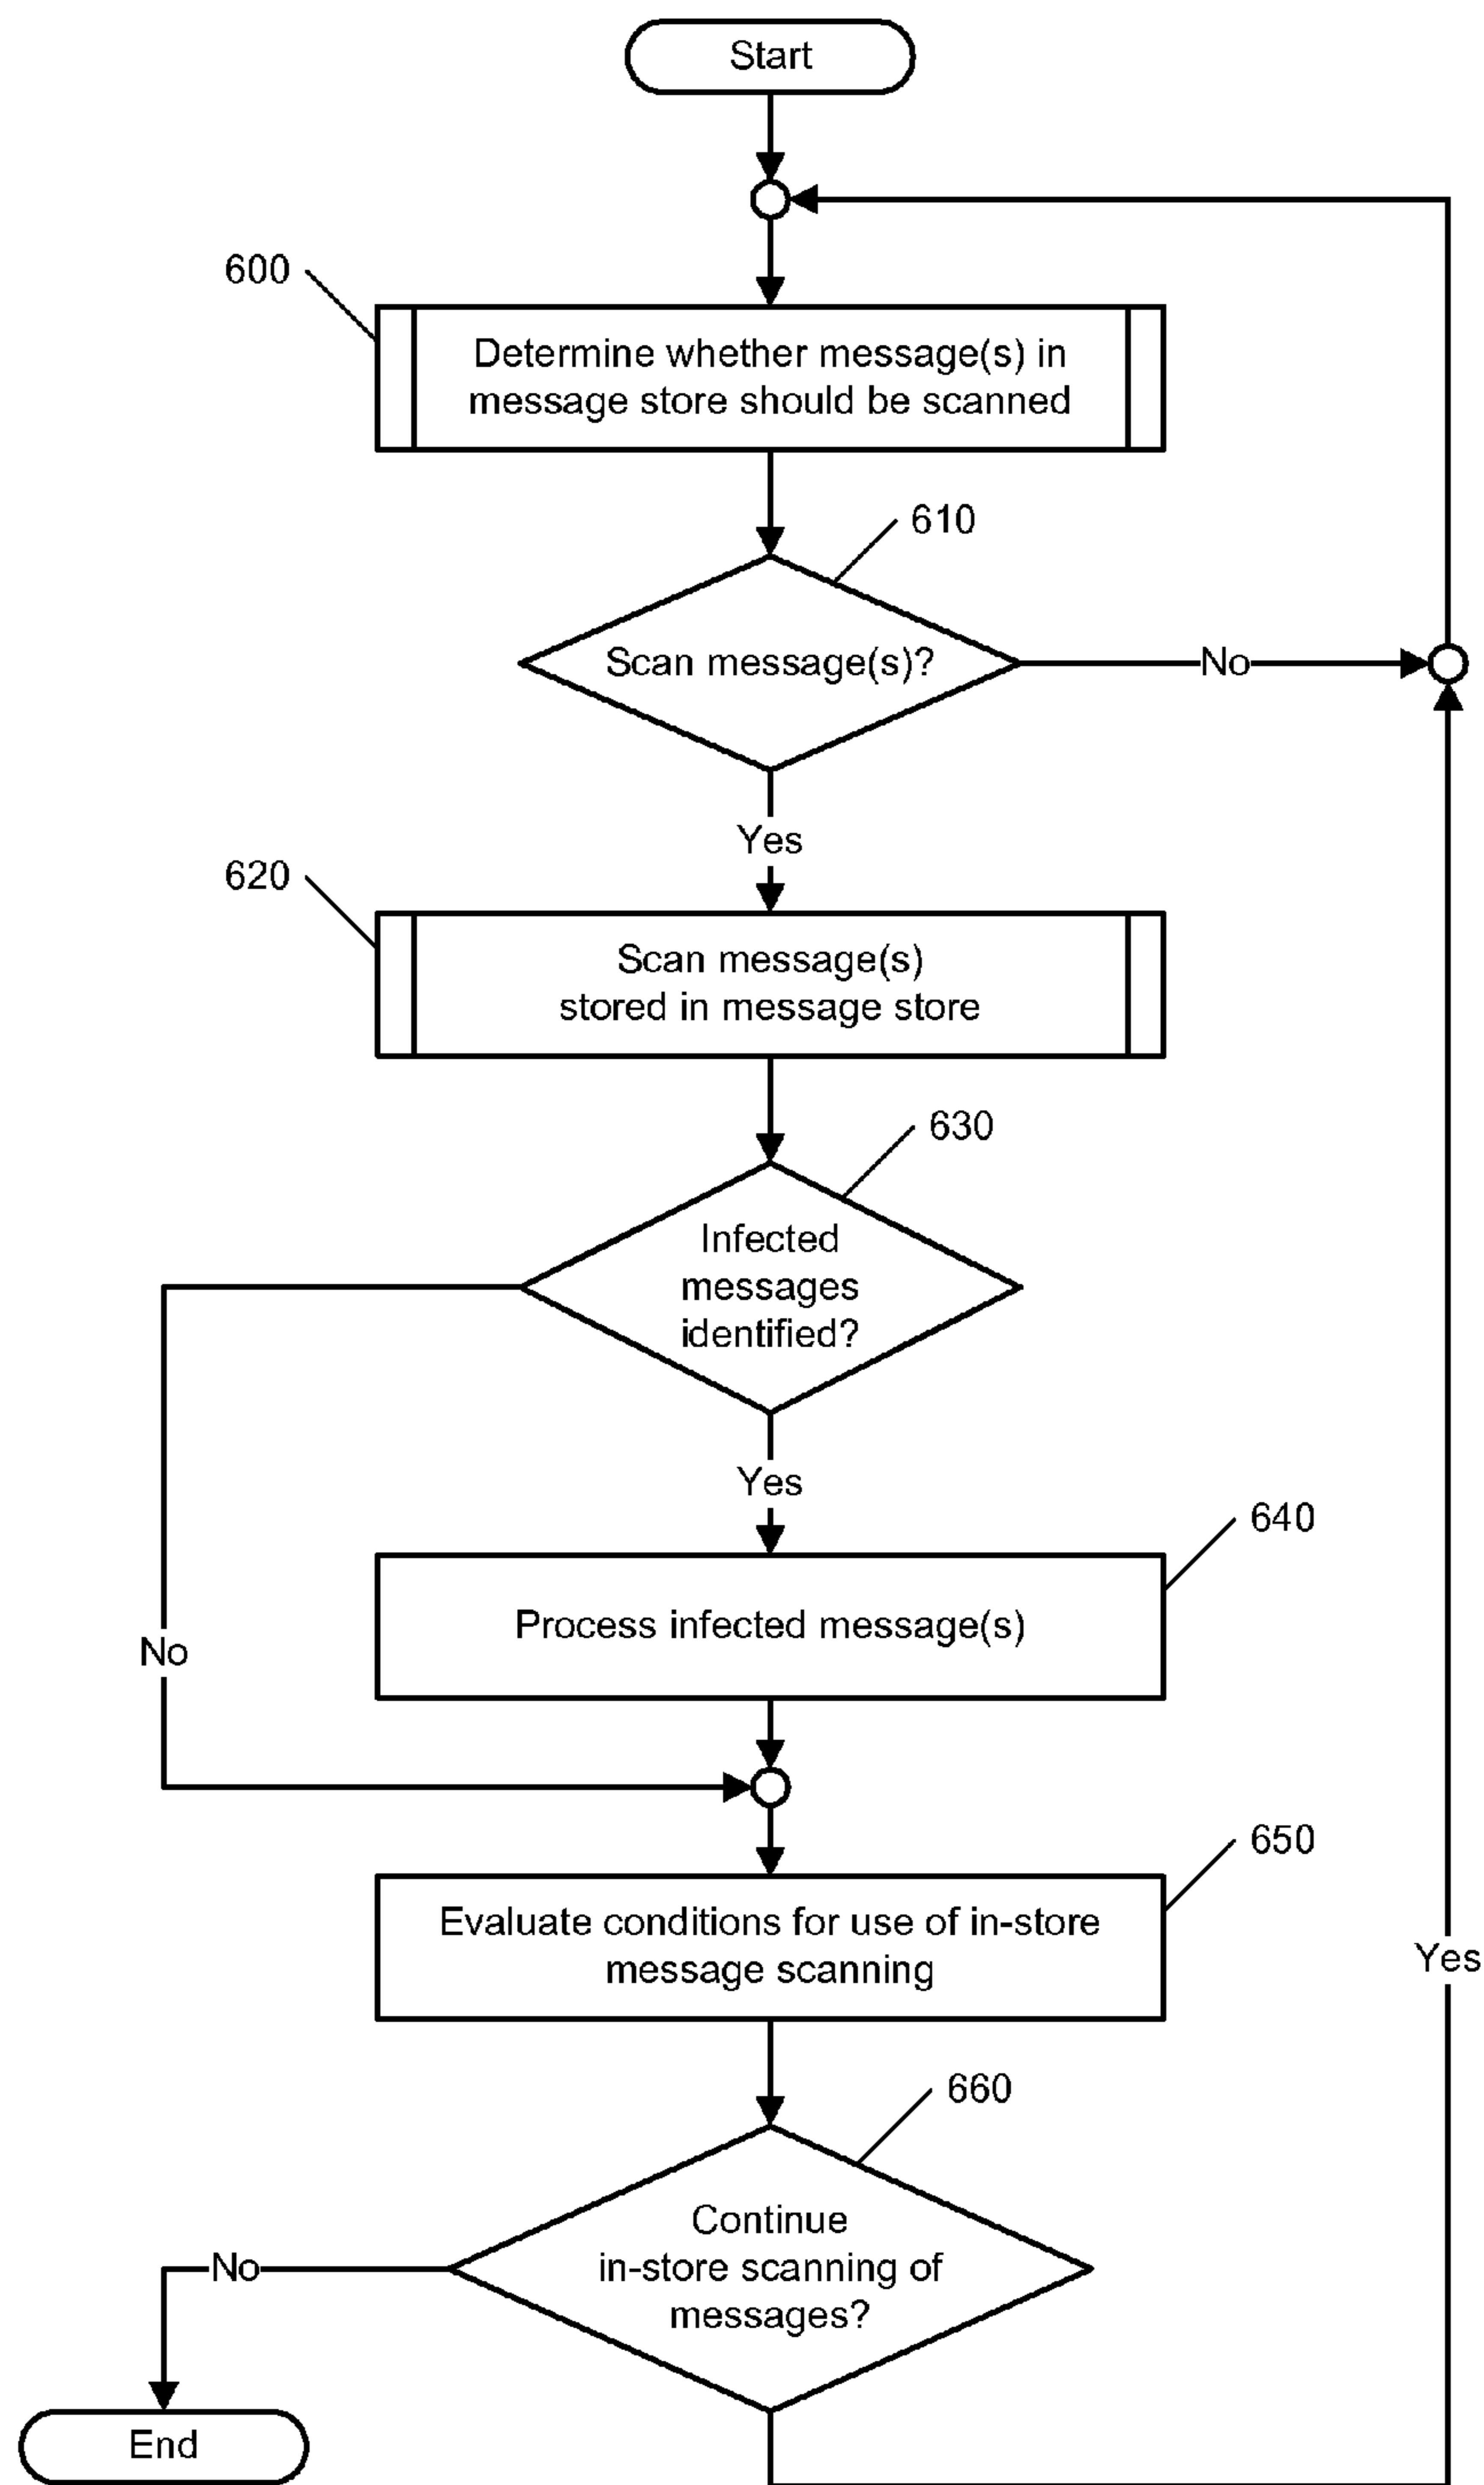 Start
600
Determine whether message(s) in
message store should be scanned
610
Scan message(s)?
No
Yes
620
Scan message(s)
stored in message store
630
Infected
messages
identified?
Yes
640
Process infected message(s)
No
650
Evaluate conditions for use of in-store
message scanning
Yes
660
Continue
in-store scanning of
messages?
No
End